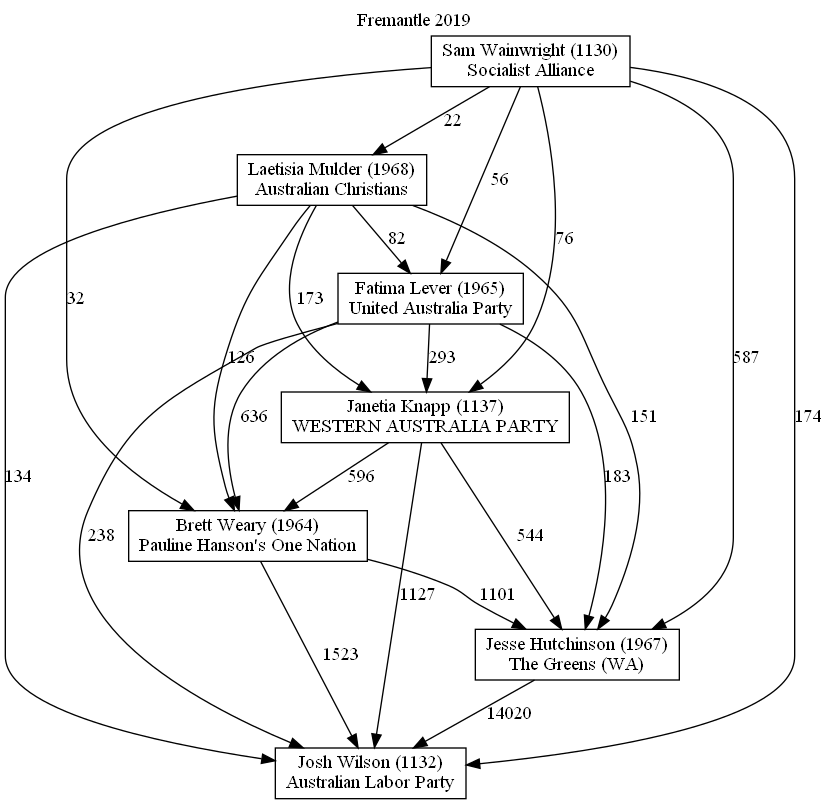 Fremantle 2019
Sam Wainwright (1130)
Socialist Alliance
22
Laetisia Mulder (1968)
Australian Christians
56
76
82
Fatima Lever (1965)
United Australia Party
32
173
126
293
587
Janetia Knapp (1137)
WESTERN AUSTRALIA PARTY
636
151
174
134
596
183
Brett Weary (1964)
Pauline Hanson's One Nation
238
544
1127
1101
Jesse Hutchinson (1967)
The Greens (WA)
1523
14020
Josh Wilson (1132)
Australian Labor Party